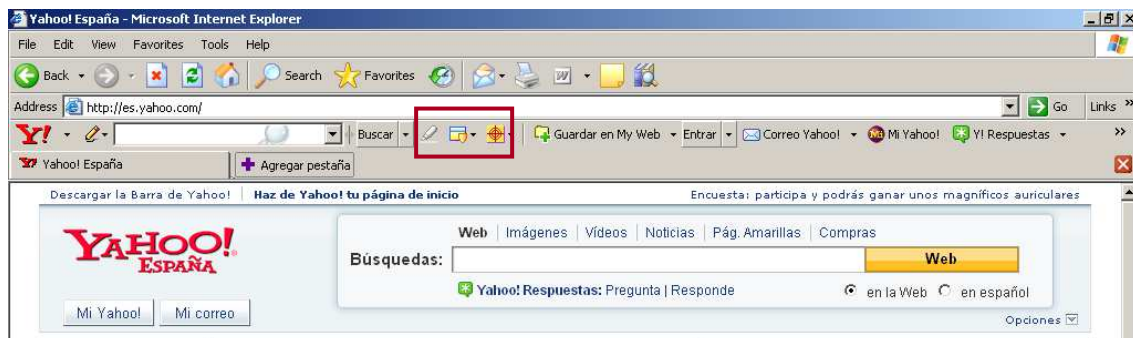 Yahoo! España - Microsoft Internet Explorer
File Edit View Favorites Tools Help
Back Search Favorites W
Address http://es.yahoo.com/ Go Links »
Y! Buscar Guardar en My Web Entrar Correo Yahoo! Mi Yahoo! Y! Respuestas »
Y! Yahoo! España Agregar pestaña
Descargar la Barra de Yahoo! | Haz de Yahoo! tu página de inicio Encuesta: participa y podrás ganar unos magníficos auriculares
YAHOO! ESPAÑA
Web | Imágenes | Vídeos | Noticias | Pág. Amarillas | Compras
Búsquedas: Web
Yahoo! Respuestas: Pregunta | Responde en la Web en español
Mi Yahoo! Mi correo
Opciones